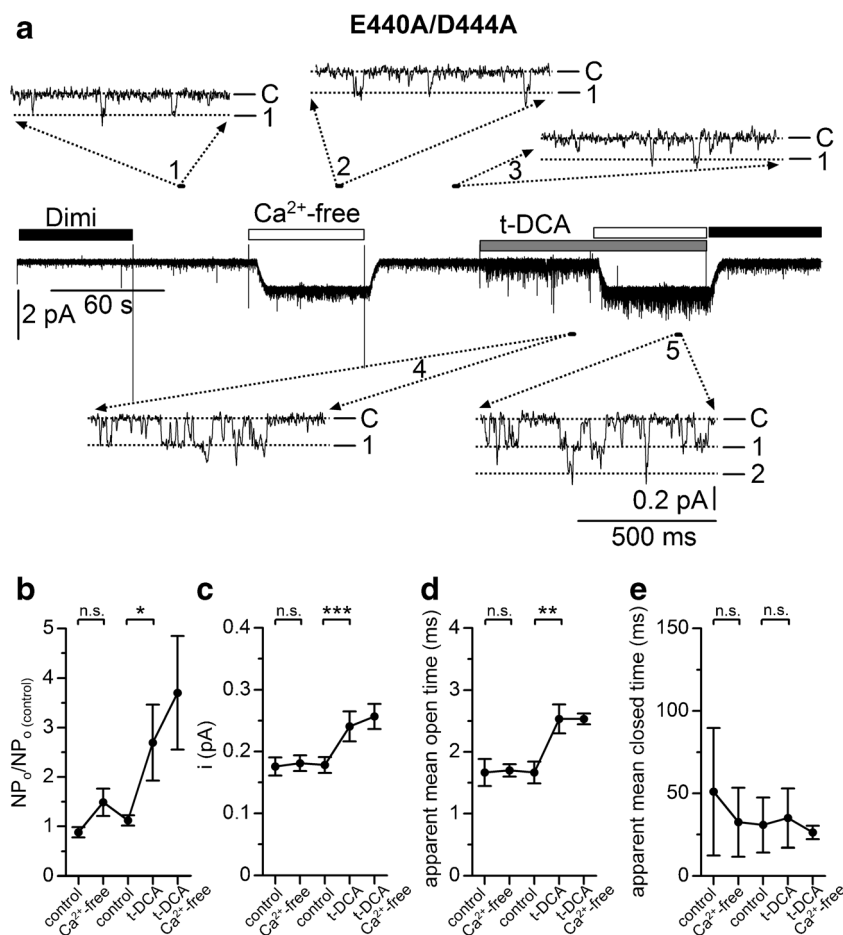 a
E440A/D444A
C
1
C
1
C
1
1
2
3
Dimi
Ca²⁺-free
t-DCA
60 s
2 pA
4
5
C
1
C
1
2
0.2 pA
500 ms
b
n.s.
*
NPₒ/NPₒ (control)
5
4
3
2
1
0
control
Ca²⁺-free
control
t-DCA
t-DCA
Ca²⁺-free
c
n.s.
***
i (pA)
0.4
0.3
0.2
0.1
0
control
Ca²⁺-free
control
t-DCA
t-DCA
Ca²⁺-free
d
n.s.
**
apparent mean open time (ms)
4
3
2
1
0
control
Ca²⁺-free
control
t-DCA
t-DCA
Ca²⁺-free
e
n.s.
n.s.
apparent mean closed time (ms)
150
100
50
0
control
Ca²⁺-free
control
t-DCA
t-DCA
Ca²⁺-free